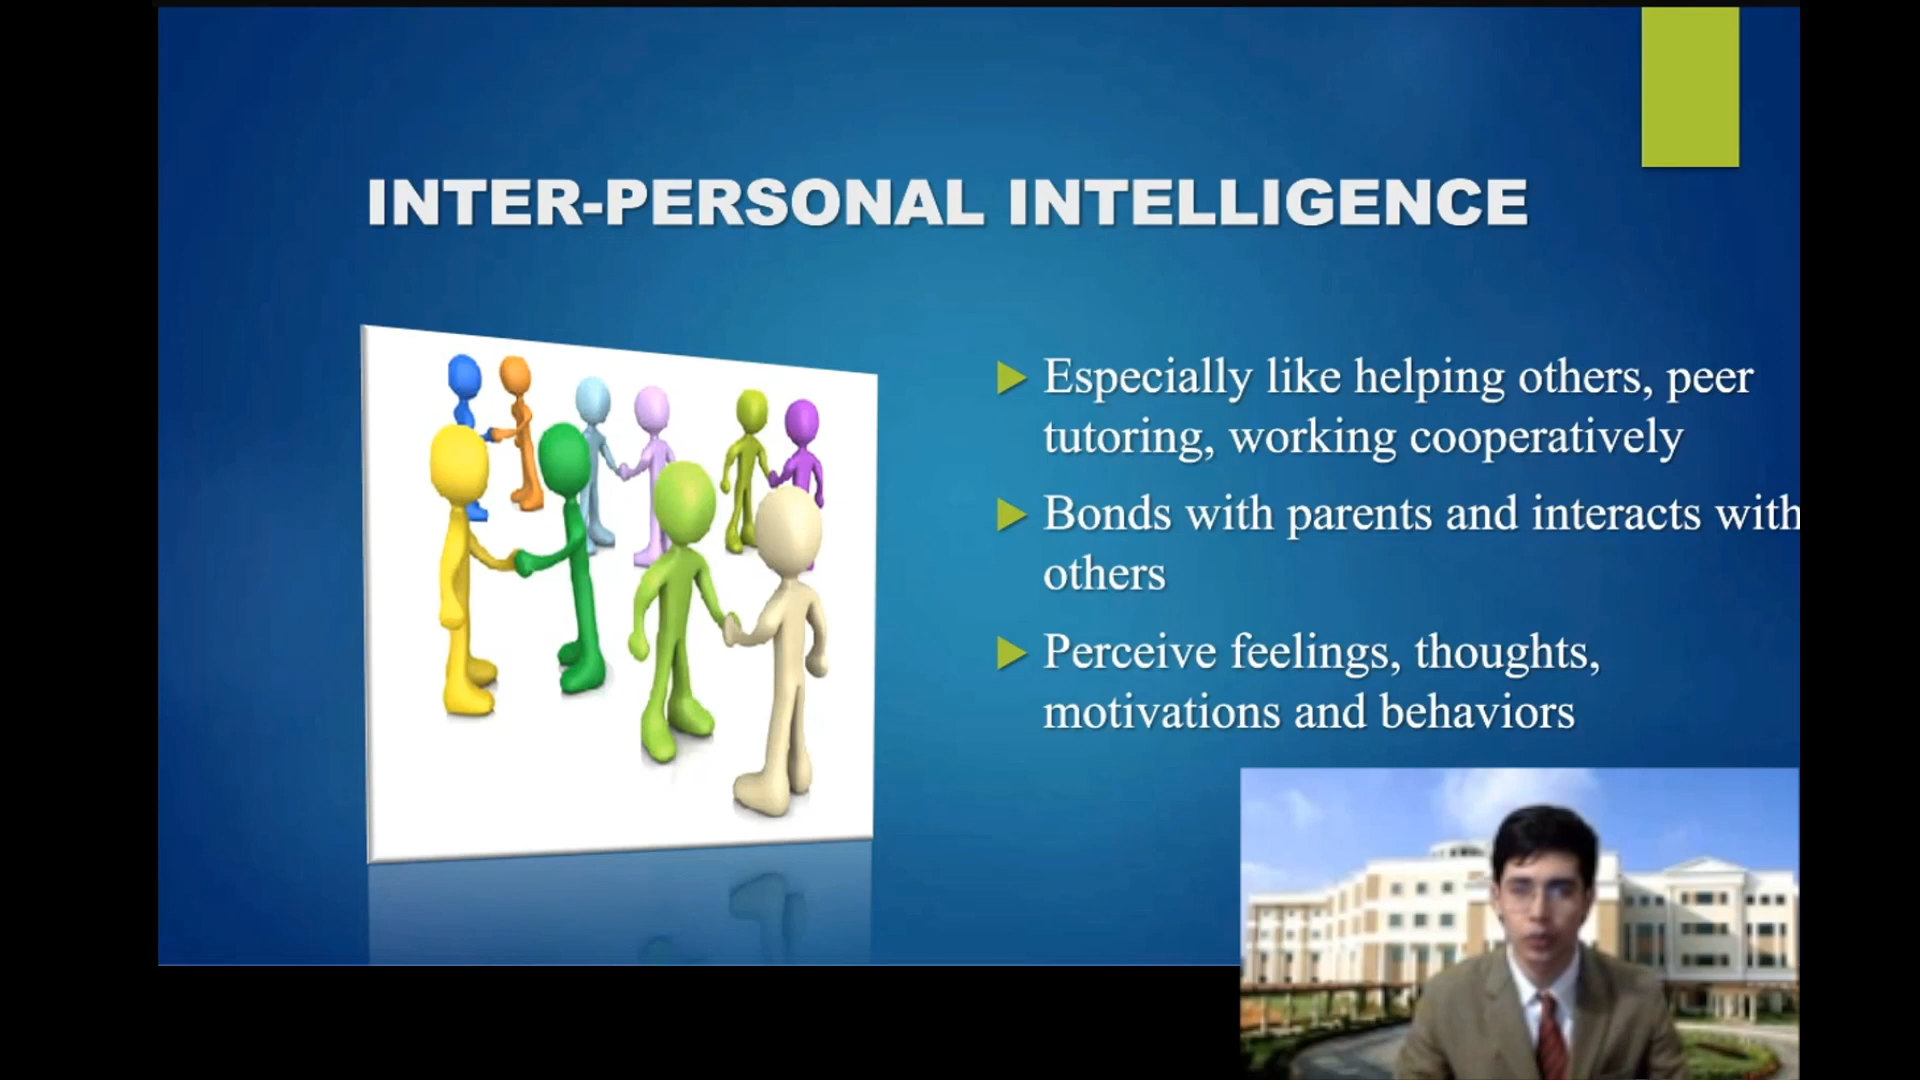 INTER-PERSONAL INTELLIGENCE
Especially like helping others, peer
tutoring, working cooperatively
Bonds with parents and interacts with
others
Perceive feelings, thoughts,
motivations and behaviors